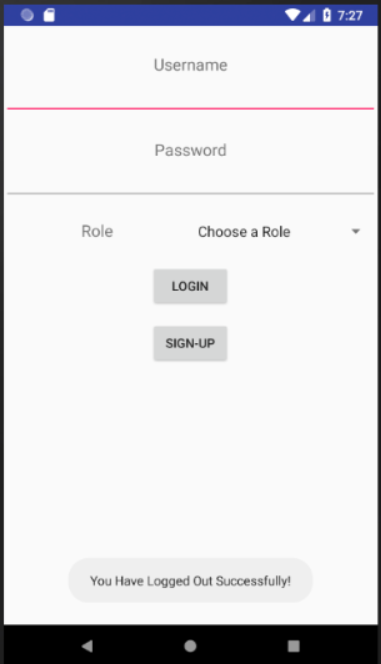 7:27
Username
Password
Role Choose a Role
LOGIN
SIGN-UP
You Have Logged Out Successfully!